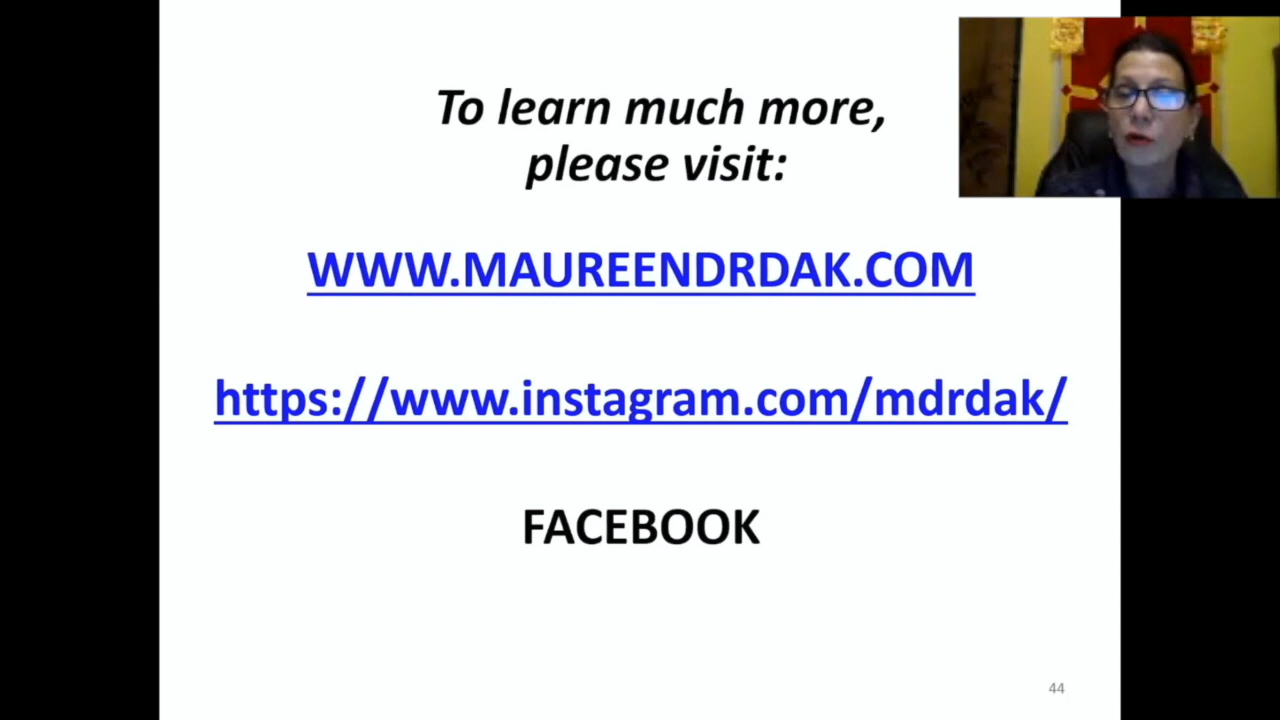 To learn much more,
please visit:
WWW.MAUREENDRDAK.COM
https://www.instagram.com/mdrdak/
FACEBOOK
44